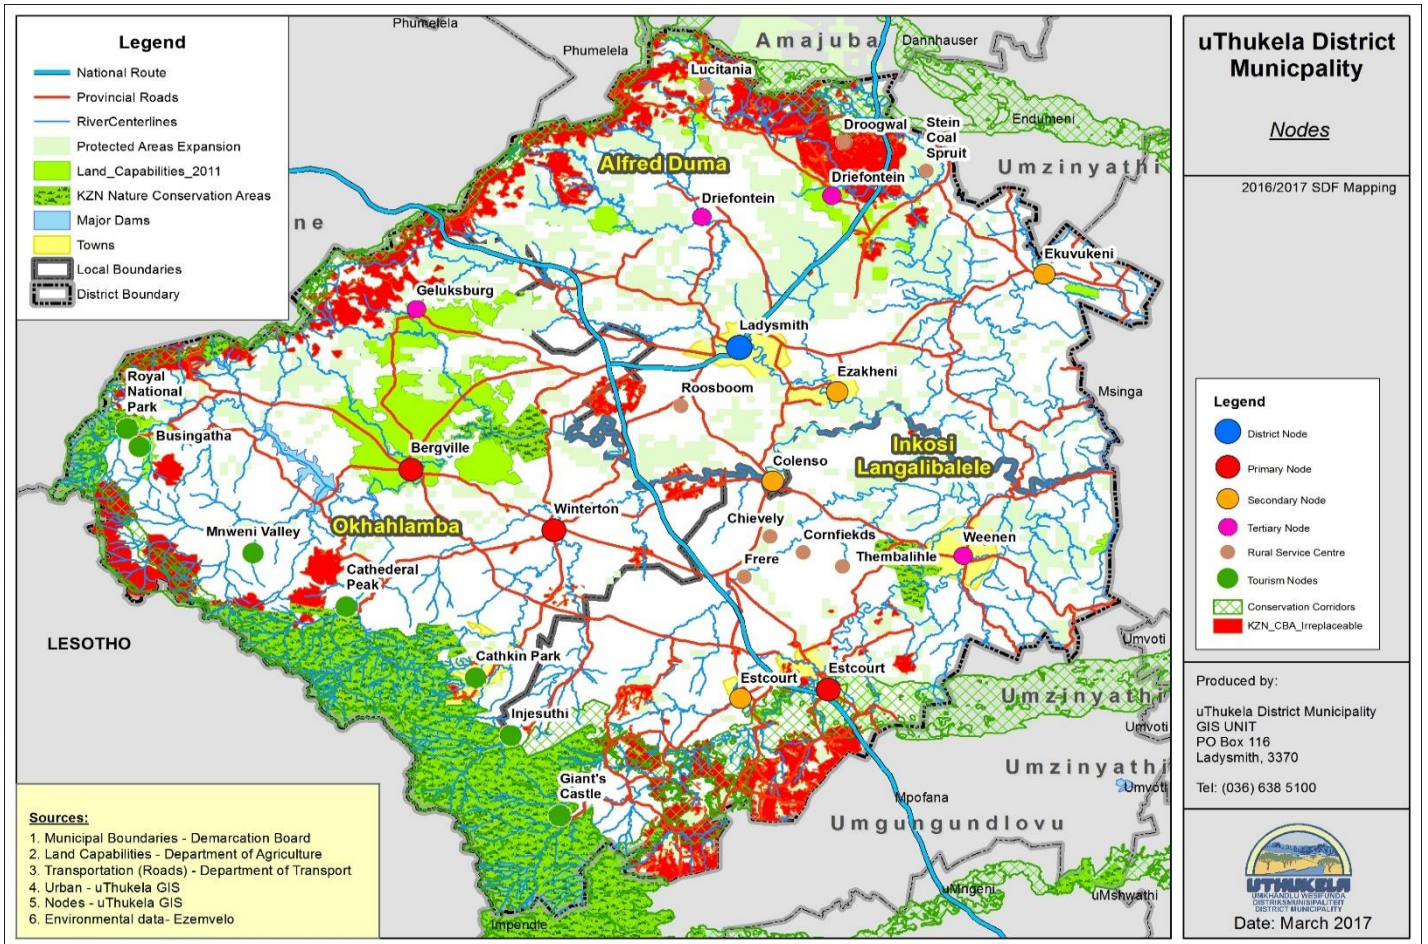 Legend
National Route
Provincial Roads
RiverCenterlines
Protected Areas Expansion
Land_Capabilities_2011
KZN Nature Conservation Areas
Major Dams
Towns
Local Boundaries
District Boundary
Phumelela
Phumelela
Amajuba
Dannhauser
Lucitania
Endumeni
Droogwal
Stein
Coal
Spruit
Umzinyathi
Alfred Duma
Driefontein
Driefontein
ne
Ekuvukeni
Geluksburg
Ladysmith
Ezakheni
Royal
National
Park
Roosboom
Msinga
Busingatha
Bergville
Inkosi
Langalibalele
Colenso
Okhahlamba
Winterton
Mnweni Valley
Chievely
Cornfiekds
Weenen
Frere
Thembalihle
Cathederal
Peak
LESOTHO
Umvoti
Cathkin Park
Estcourt
Estcourt
Umzinyathi
Injesuthi
Umvoti
Umzinyathi
Umvoti
Giant's
Castle
Mpofana
Umgungundlovu
uMngeni
uMshwathi
Impendle
Sources:
1. Municipal Boundaries - Demarcation Board
2. Land Capabilities - Department of Agriculture
3. Transportation (Roads) - Department of Transport
4. Urban - uThukela GIS
5. Nodes - uThukela GIS
6. Environmental data- Ezemvelo
uThukela District
Municpality
Nodes
2016/2017 SDF Mapping
Legend
District Node
Primary Node
Secondary Node
Tertiary Node
Rural Service Centre
Tourism Nodes
Conservation Corridors
KZN_CBA_Irreplaceable
Produced by:
uThukela District Municipality
GIS UNIT
PO Box 116
Ladysmith, 3370
Tel: (036) 638 5100
UTHUKELA
UMKHANDLU WESIFUNDA
DISTRIKSMUNISIPALITEIT
DISTRICT MUNICIPALITY
Date: March 2017